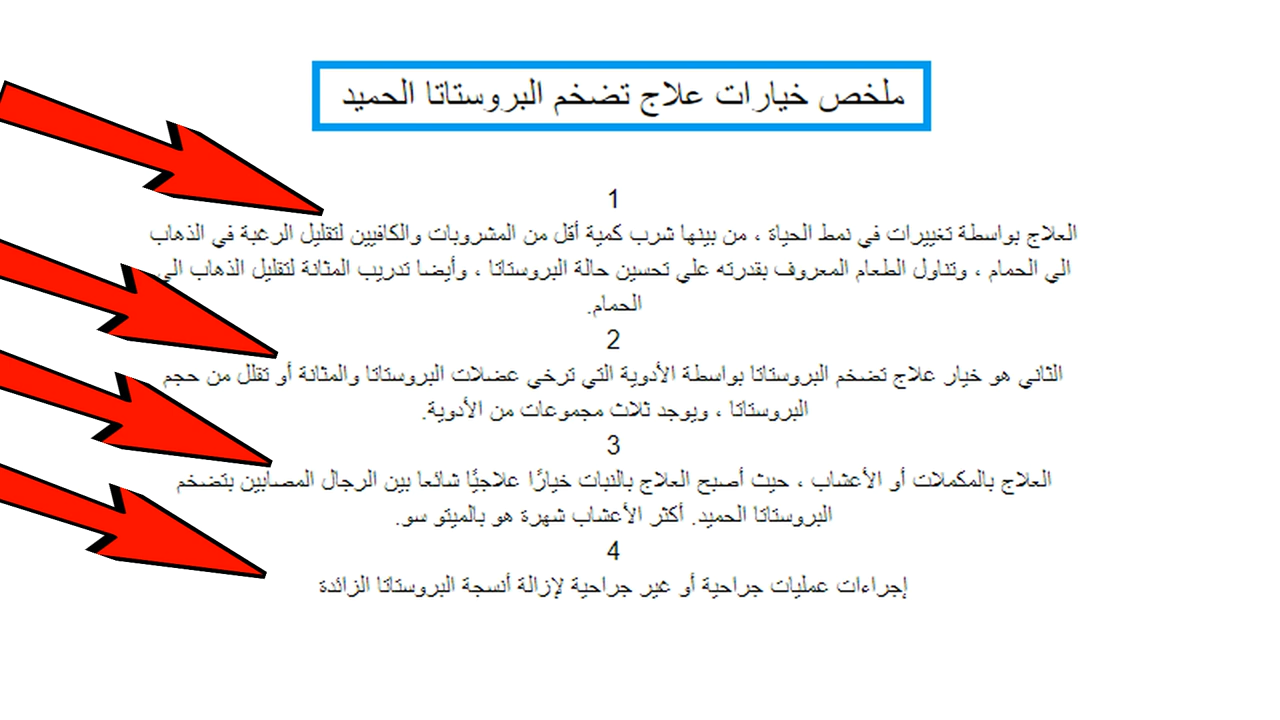 ملخص خيارات علاج تضخم البروستاتا الحميد
1
العلاج بواسطة تغييرات في نمط الحياة ، من بينها شرب كمية أقل من المشروبات والكافيين لتقليل الرغبة في الذهاب
الي الحمام ، وتناول الطعام المعروف بقدرته علي تحسين حالة البروستاتا ، وأيضا تدريب المثانة لتقليل الذهاب الي
الحمام.
2
الثاني هو خيار علاج تضخم البروستاتا بواسطة الأدوية التي ترخي عضلات البروستاتا والمثانة أو تقلل من حجم
البروستاتا ، ويوجد ثلاث مجموعات من الأدوية.
3
العلاج بالمكملات أو الأعشاب ، حيث أصبح العلاج بالنبات خيارًا علاجيًا شائعا بين الرجال المصابين بتضخم
البروستاتا الحميد. أكثر الأعشاب شهرة هو بالميتو سو.
4
إجراءات عمليات جراحية أو غير جراحية لإزالة أنسجة البروستاتا الزائدة